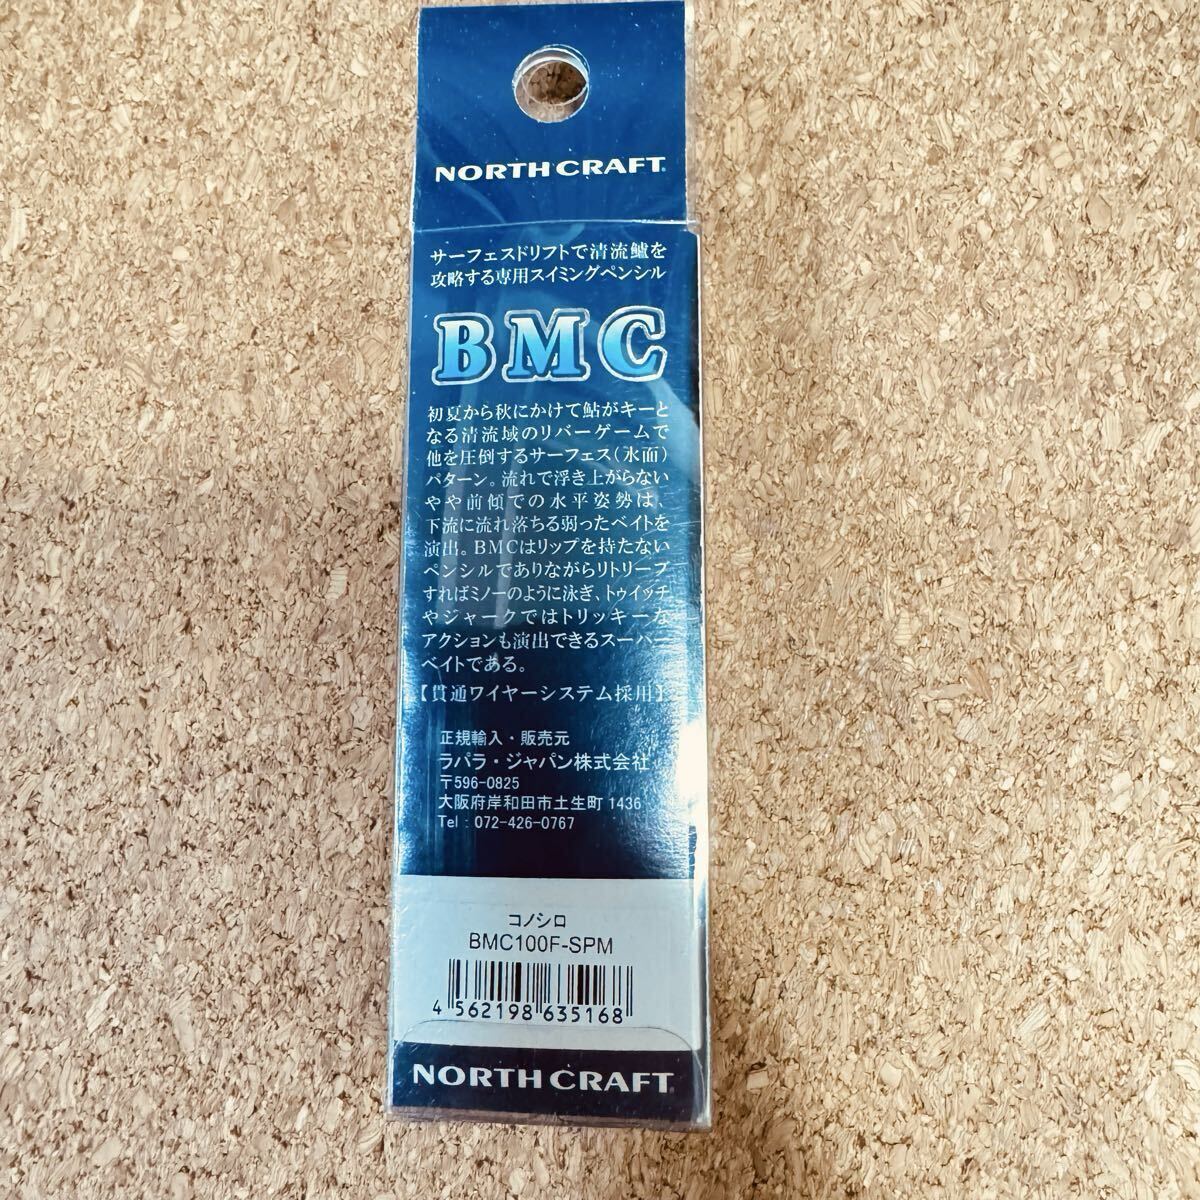 NORTH CRAFT
サーフェスドリフトで清流鱸を
攻略する専用スイミングペンシル
BMC
初夏から秋にかけて鮎がキーと
なる清流域のリバーゲームで
他を圧倒するサーフェス(水面)
パターン。流れで浮き上がらない
やや前傾での水平姿勢は、
下流に流れ落ちる弱ったベイトを
演出。BMCはリップを持たない
ペンシルでありながらリトリーブ
すればミノーのように泳ぎ、トゥイッチ
やジャークではトリッキーな
アクションも演出できるスーパー
ベイトである。
【貫通ワイヤーシステム採用】
正規輸入・販売元
ラパラ・ジャパン株式会社
〒596-0825
大阪府岸和田市土生町1436
Tel : 072-426-0767
コノシロ
BMC100F-SPM
4 562198 635168
NORTH CRAFT